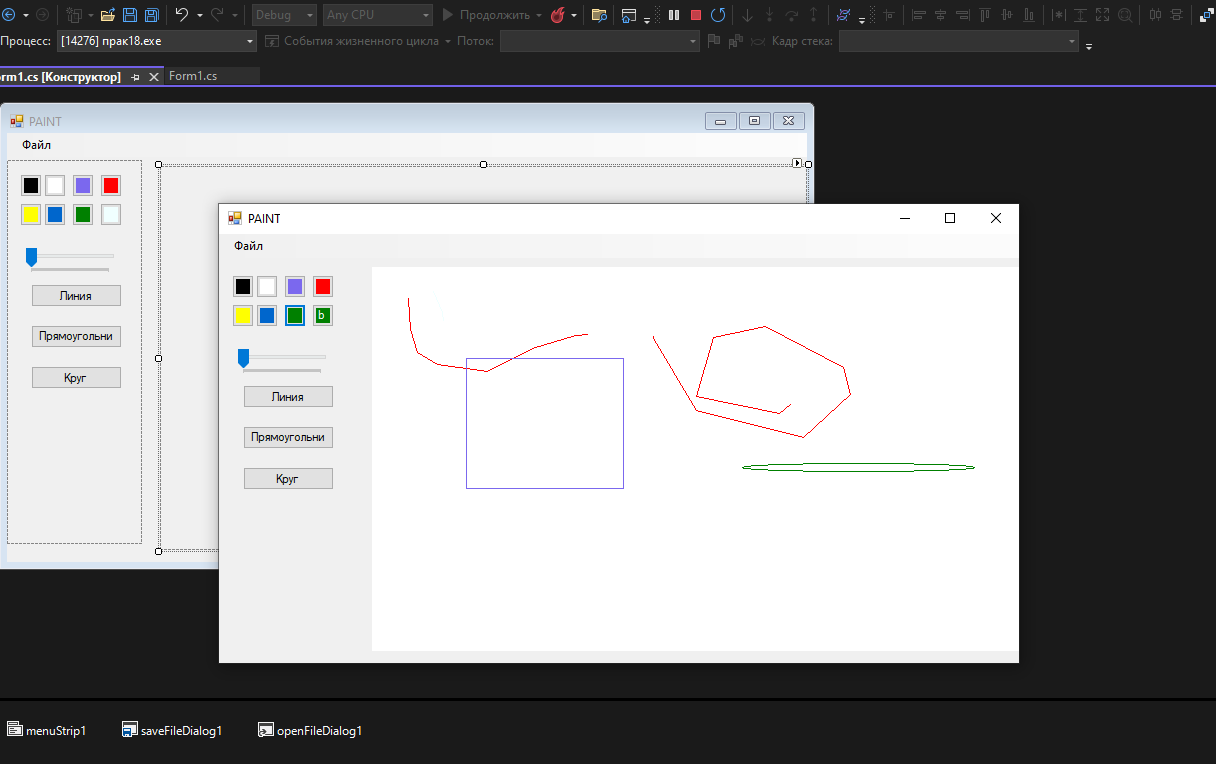 Debug Any CPU Продолжить
Процесс: [14276] прак18.exe События жизненного цикла Поток: Кадр стека:
orm1.cs [Конструктор] Form1.cs
PAINT
Файл
Линия
Прямоугольни
Круг
PAINT
Файл
b
Линия
Прямоугольни
Круг
menuStrip1 saveFileDialog1 openFileDialog1